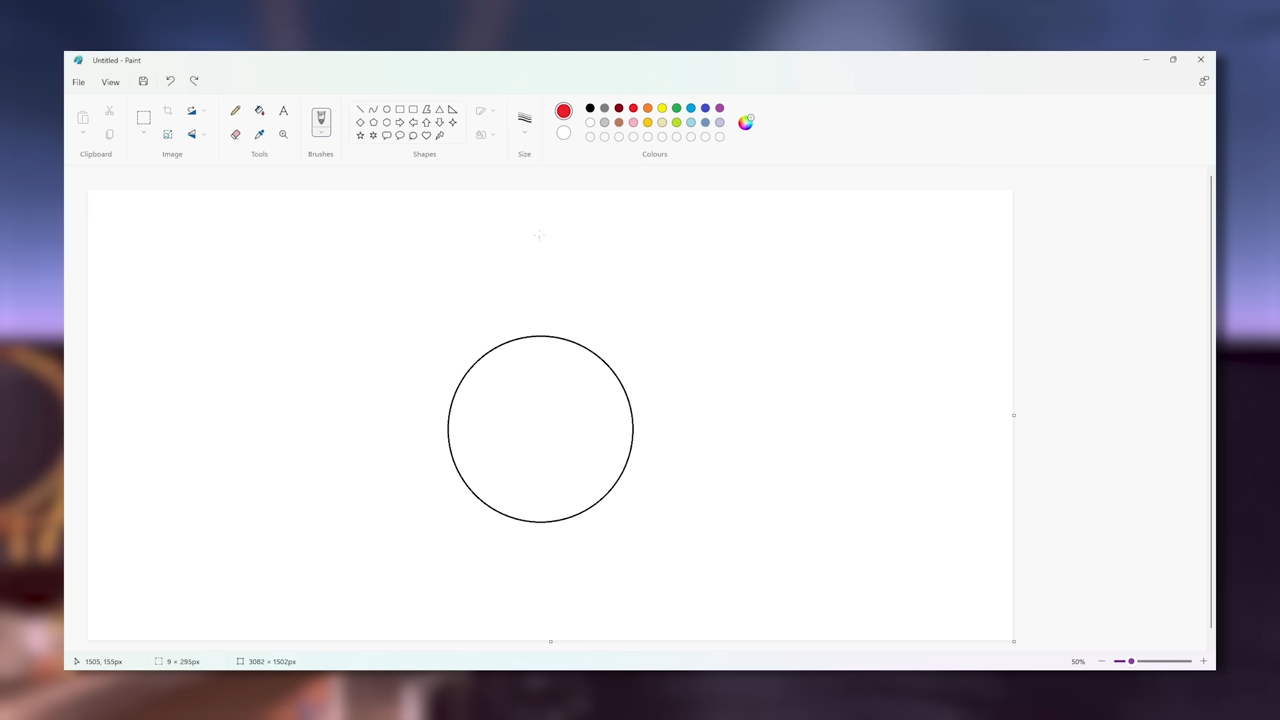 Untitled - Paint
File View
A
Clipboard Image Tools Brushes Shapes Size Colours
1505, 155px 9 × 295px 3082 × 1502px 50%